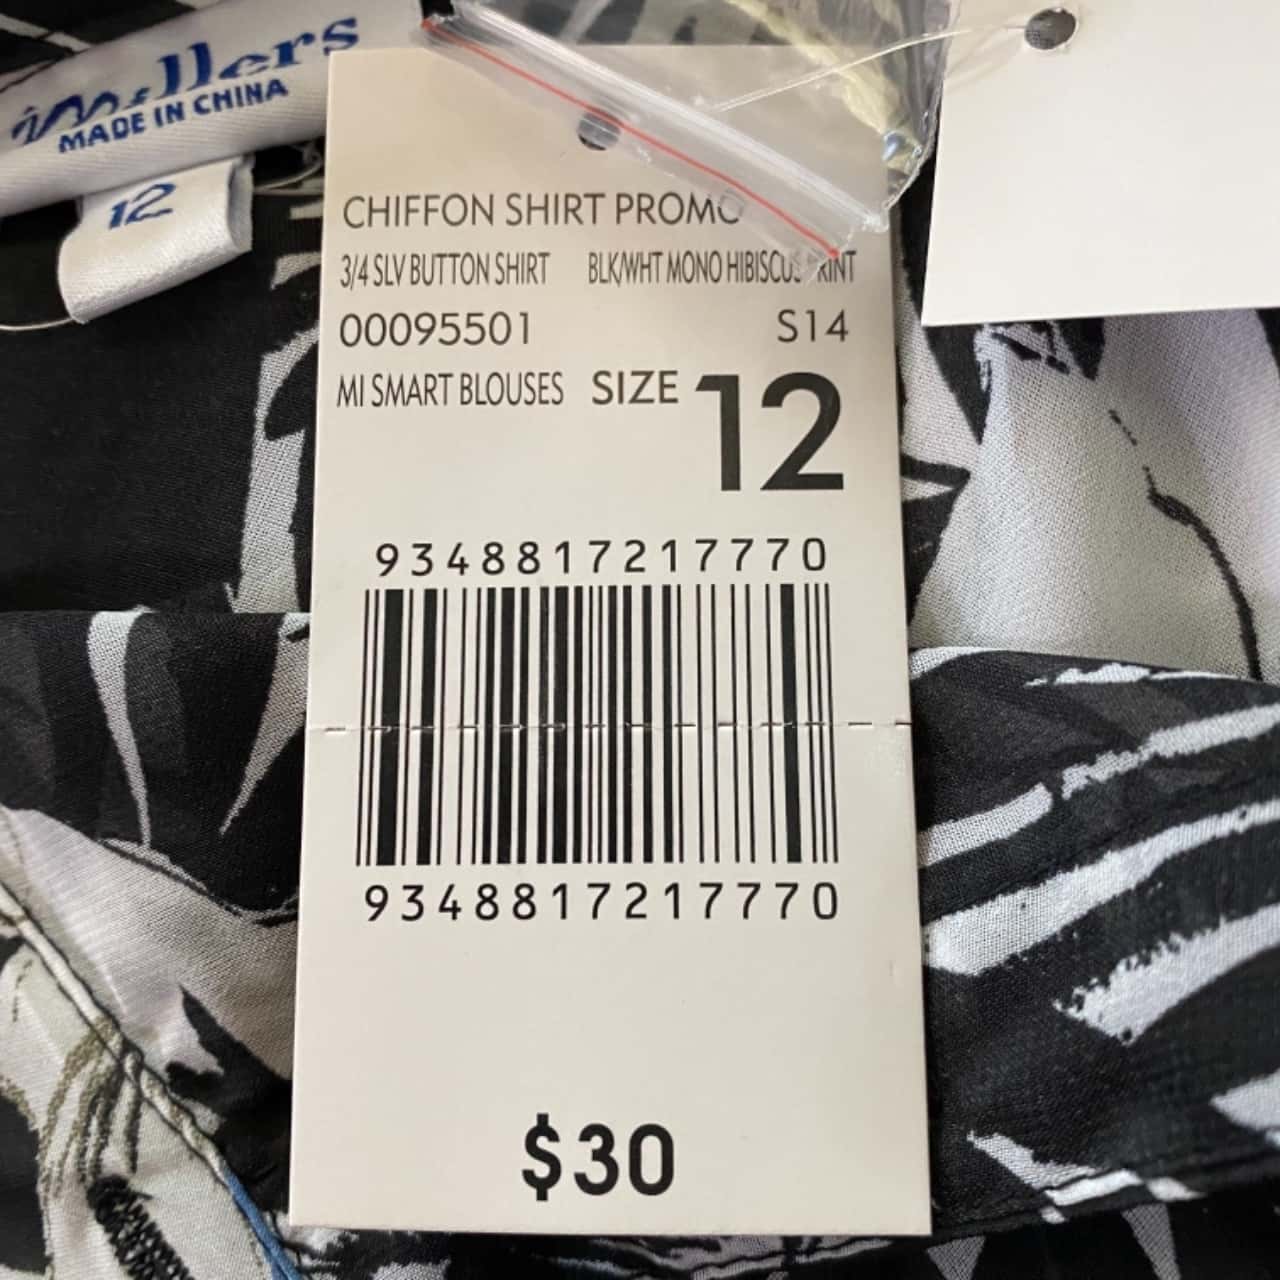 millers
MADE IN CHINA
12
CHIFFON SHIRT PROMO
3/4 SLV BUTTON SHIRT BLK/WHT MONO HIBISCUS PRINT
00095501 S14
MI SMART BLOUSES SIZE 12
9348817217770
9348817217770
$30